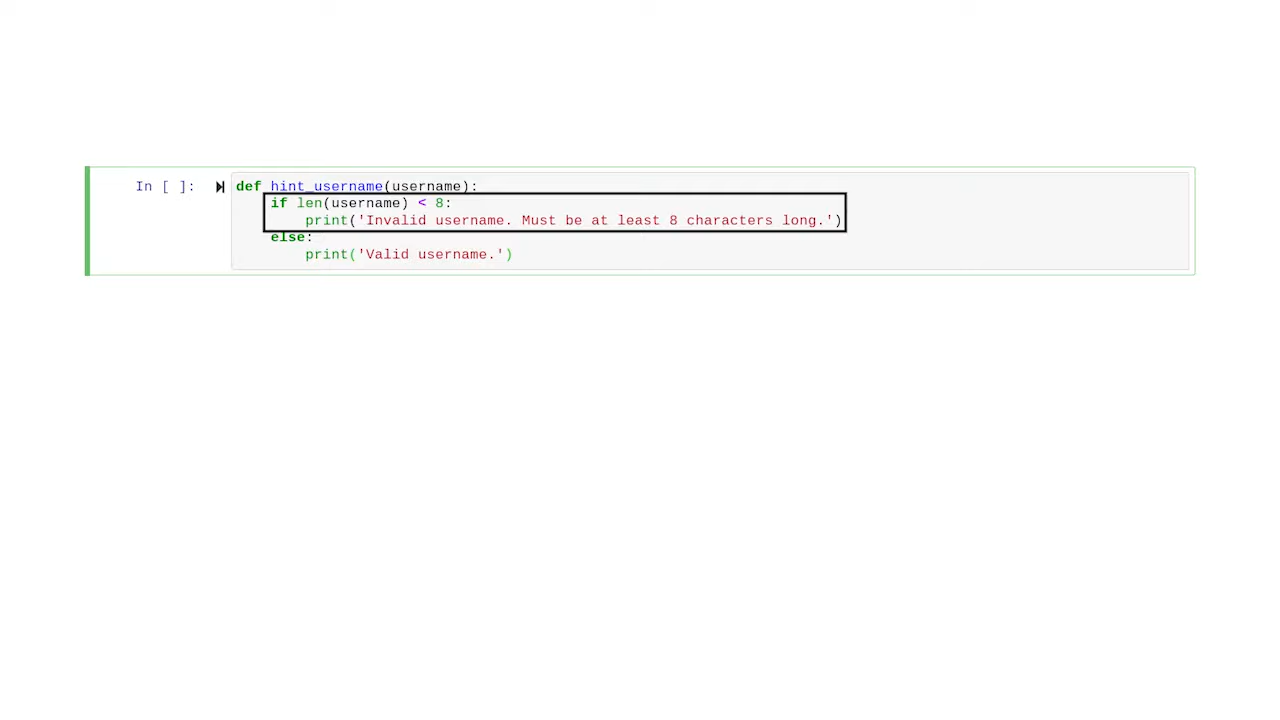 In [ ]: def hint_username(username):
if len(username) < 8:
print('Invalid username. Must be at least 8 characters long.')
else:
print('Valid username.')